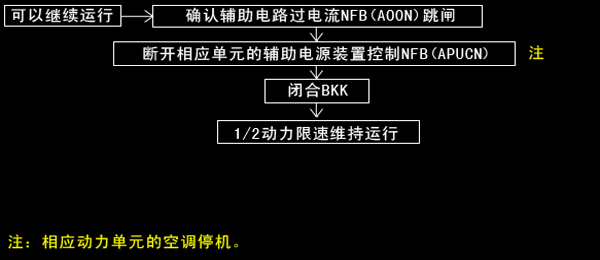 可以继续运行
确认辅助电路过电流NFB(AOON)跳闸
断开相应单元的辅助电源装置控制NFB(APUCN)
注
闭合BKK
1/2动力限速维持运行
注：相应动力单元的空调停机。